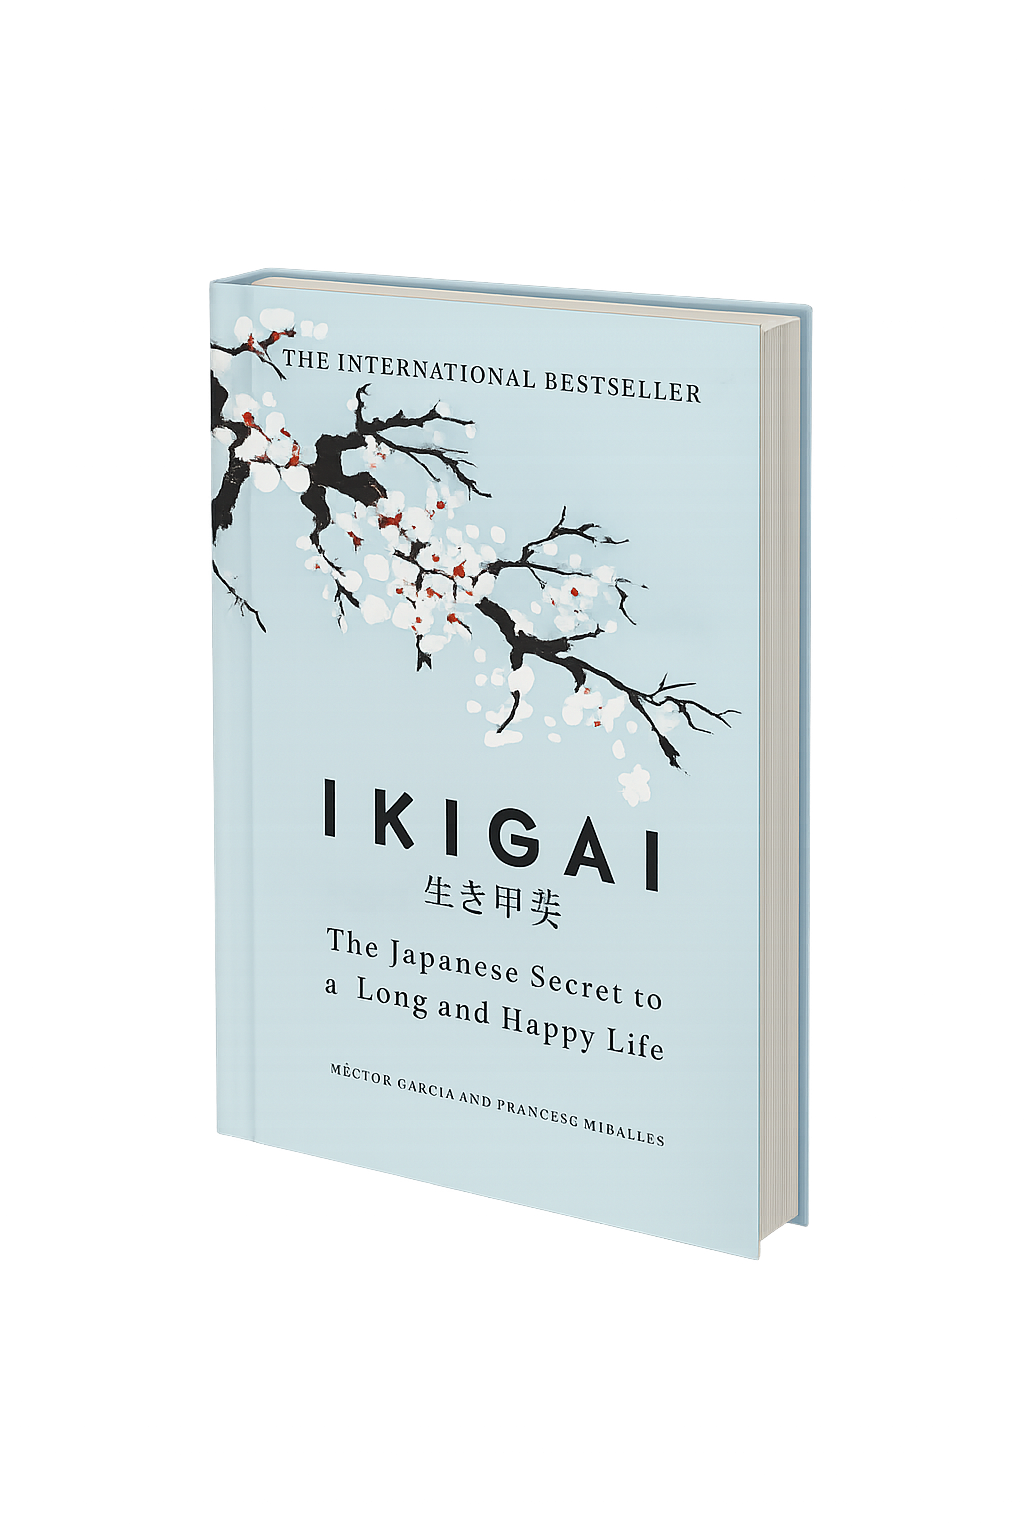 THE INTERNATIONAL BESTSELLER
IKIGAI
生き甲斐
The Japanese Secret to
a Long and Happy Life
MÈCTOR GARCIA AND PRANCESG MIBALLES